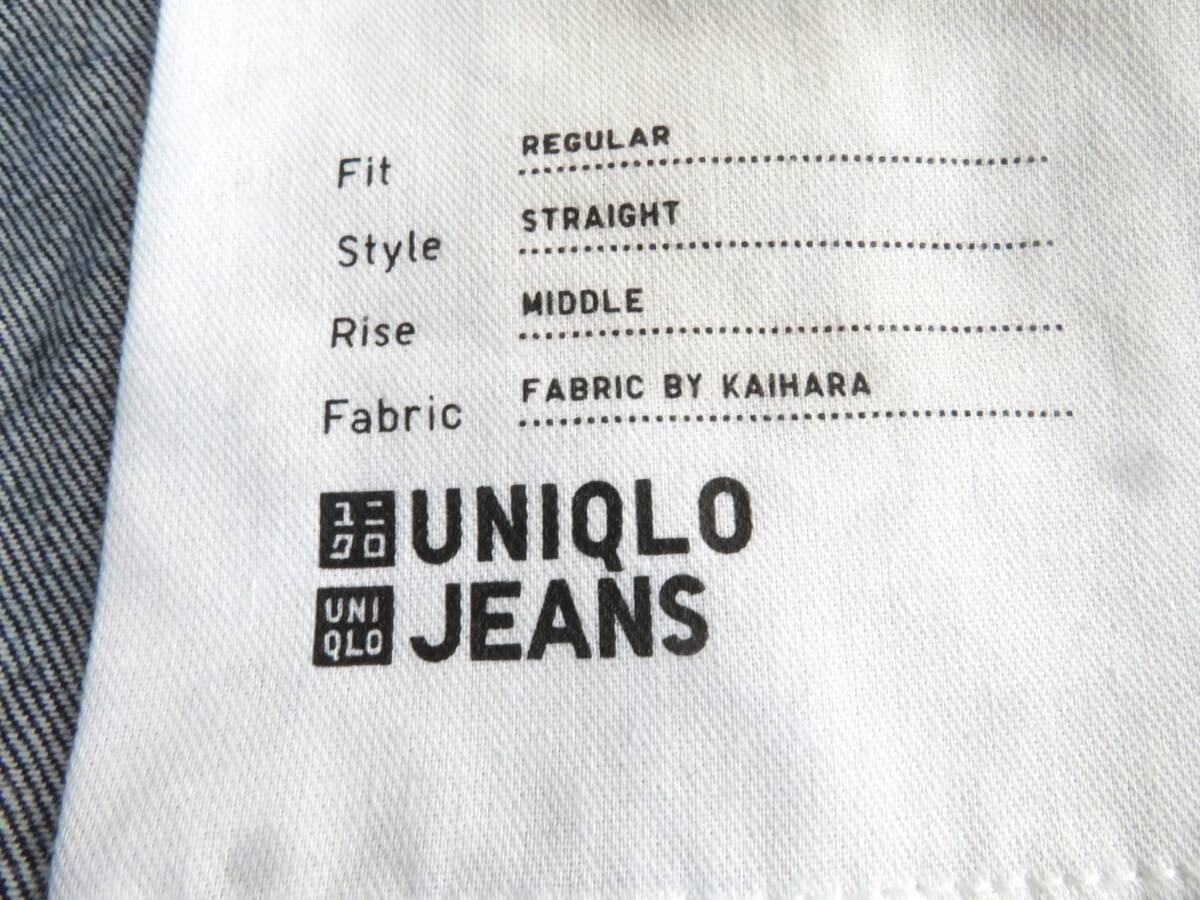 Fit REGULAR
Style STRAIGHT
Rise MIDDLE
Fabric FABRIC BY KAIHARA
ユニ
クロ
UNIQLO
UNI
QLO
JEANS